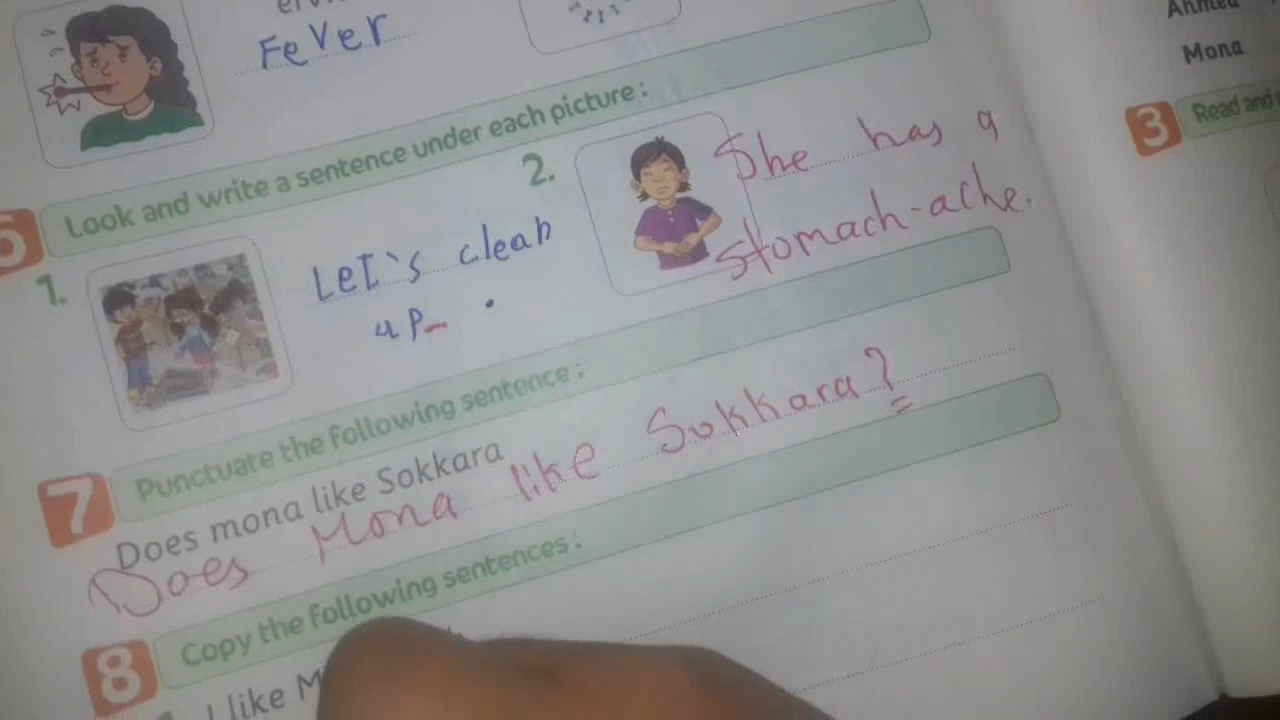 Fever
6 Look and write a sentence under each picture :
1.
Let's clean
up .
2.
She has a
stomach-ache.
7 Punctuate the following sentence :
Does mona like Sokkara
Does Mona like Sokkara?
8 Copy the following sentences:
I like M
Ahmed
Mona
3 Read and